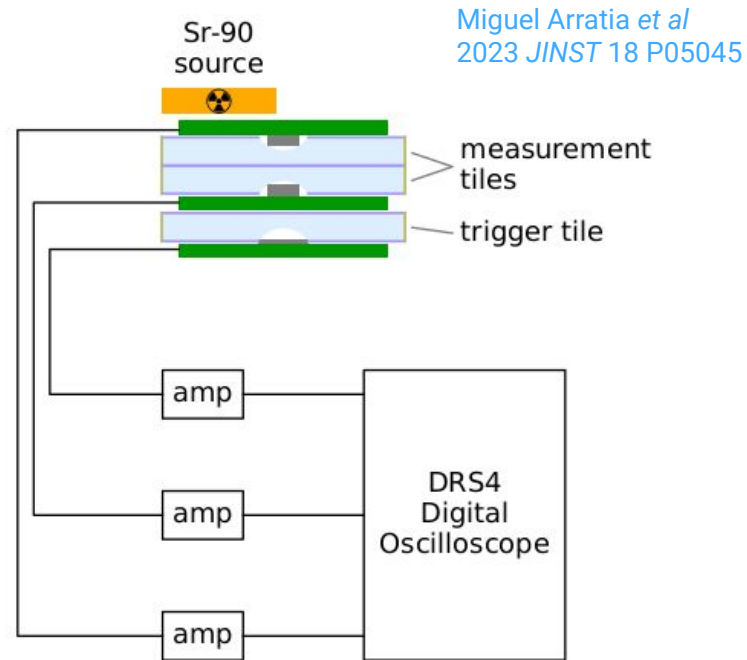 Miguel Arratia et al
2023 JINST 18 P05045
Sr-90
source
measurement
tiles
trigger tile
amp
amp
amp
DRS4
Digital
Oscilloscope